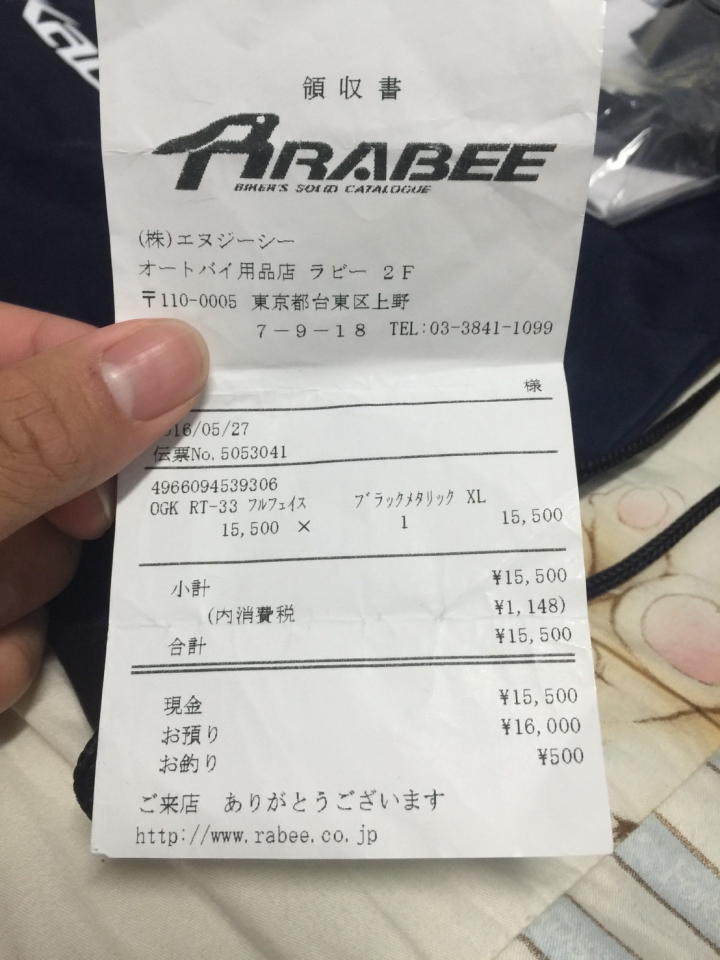 領収書
RABEE
BIKER'S SOLID CATALOGUE
(株)エヌジーシー
オートバイ用品店 ラビー 2F
〒110-0005 東京都台東区上野
7-9-18 TEL:03-3841-1099
様
16/05/27
伝票No.5053041
4966094539306
OGK RT-33 フルフェイス ブラックメタリック XL
15,500 × 1 15,500
小計 ¥15,500
(内消費税 ¥1,148)
合計 ¥15,500
現金 ¥15,500
お預り ¥16,000
お釣り ¥500
ご来店 ありがとうございます
http://www.rabee.co.jp